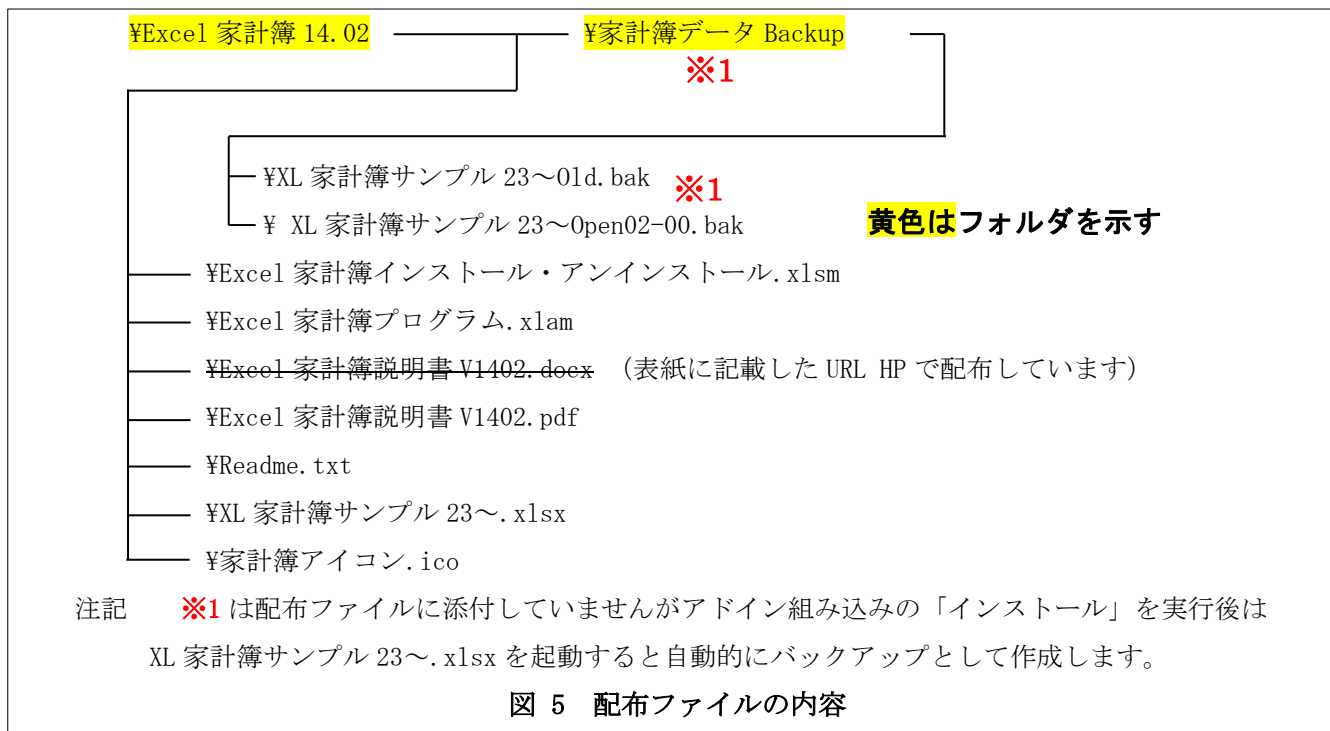 ¥Excel 家計簿 14.02 ¥家計簿データ Backup
※1
¥XL 家計簿サンプル 23～Old.bak ※1
¥ XL 家計簿サンプル 23～Open02-00.bak 黄色はフォルダを示す
¥Excel 家計簿インストール・アンインストール.xlsm
¥Excel 家計簿プログラム.xlam
¥Excel 家計簿説明書 V1402.docx (表紙に記載した URL HP で配布しています)
¥Excel 家計簿説明書 V1402.pdf
¥Readme.txt
¥XL 家計簿サンプル 23～.xlsx
¥家計簿アイコン.ico
注記 ※1 は配布ファイルに添付していませんがアドイン組み込みの「インストール」を実行後は
XL 家計簿サンプル 23～.xlsx を起動すると自動的にバックアップとして作成します。
図 5 配布ファイルの内容